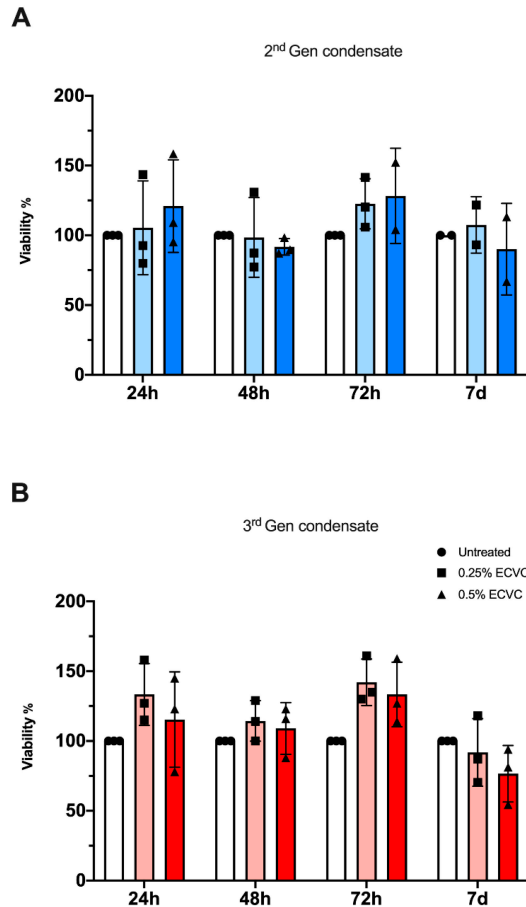 A
2nd Gen condensate
200
150
100
50
0
Viability %
24h
48h
72h
7d
B
3rd Gen condensate
Untreated
0.25% ECVC
0.5% ECVC
200
150
100
50
0
Viability %
24h
48h
72h
7d